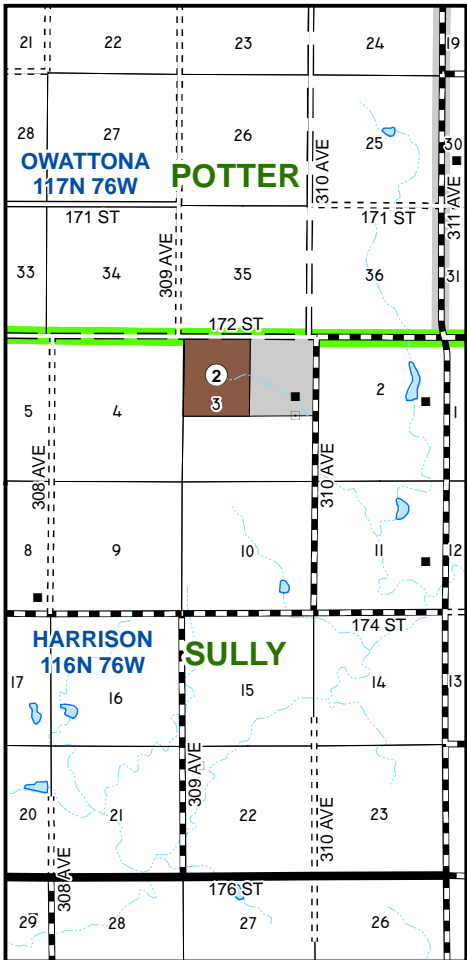 21 22 23 24 19
28 27 26 25 30
OWATTONA
117N 76W
POTTER
310 AVE
311 AVE
171 ST
171 ST
309 AVE
33 34 35 36 31
172 ST
2
3
2
5 4 1
308 AVE
310 AVE
8 9 10 11 12
174 ST
HARRISON
116N 76W
SULLY
17 16 15 14 13
309 AVE
310 AVE
20 21 22 23
308 AVE
176 ST
29 28 27 26